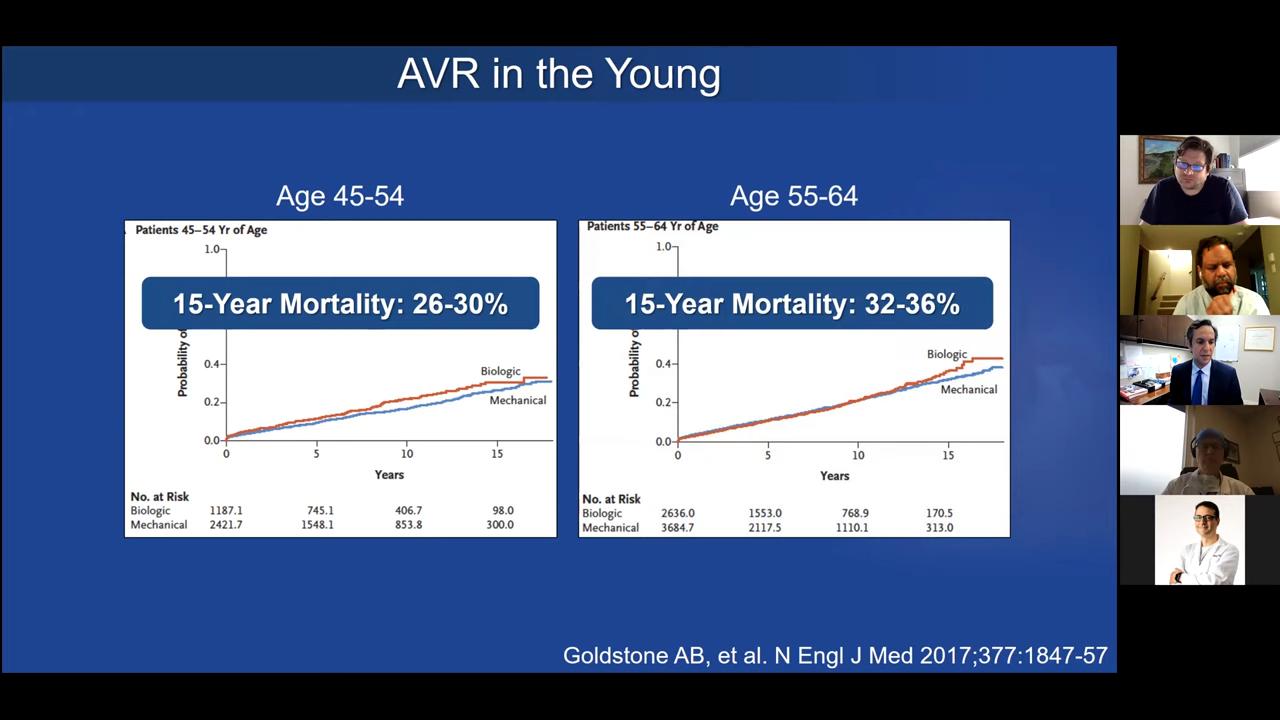 AVR in the Young
Age 45-54
Patients 45–54 Yr of Age
1.0
15-Year Mortality: 26-30%
Probability
0.4
0.2
0.0
Biologic
Mechanical
0 5 10 15
Years
No. at Risk
Biologic 1187.1 745.1 406.7 98.0
Mechanical 2421.7 1548.1 853.8 300.0
Age 55-64
Patients 55–64 Yr of Age
1.0
15-Year Mortality: 32-36%
Probability
0.4
0.2
0.0
Biologic
Mechanical
0 5 10 15
Years
No. at Risk
Biologic 2636.0 1553.0 768.9 170.5
Mechanical 3684.7 2117.5 1110.1 313.0
Goldstone AB, et al. N Engl J Med 2017;377:1847-57